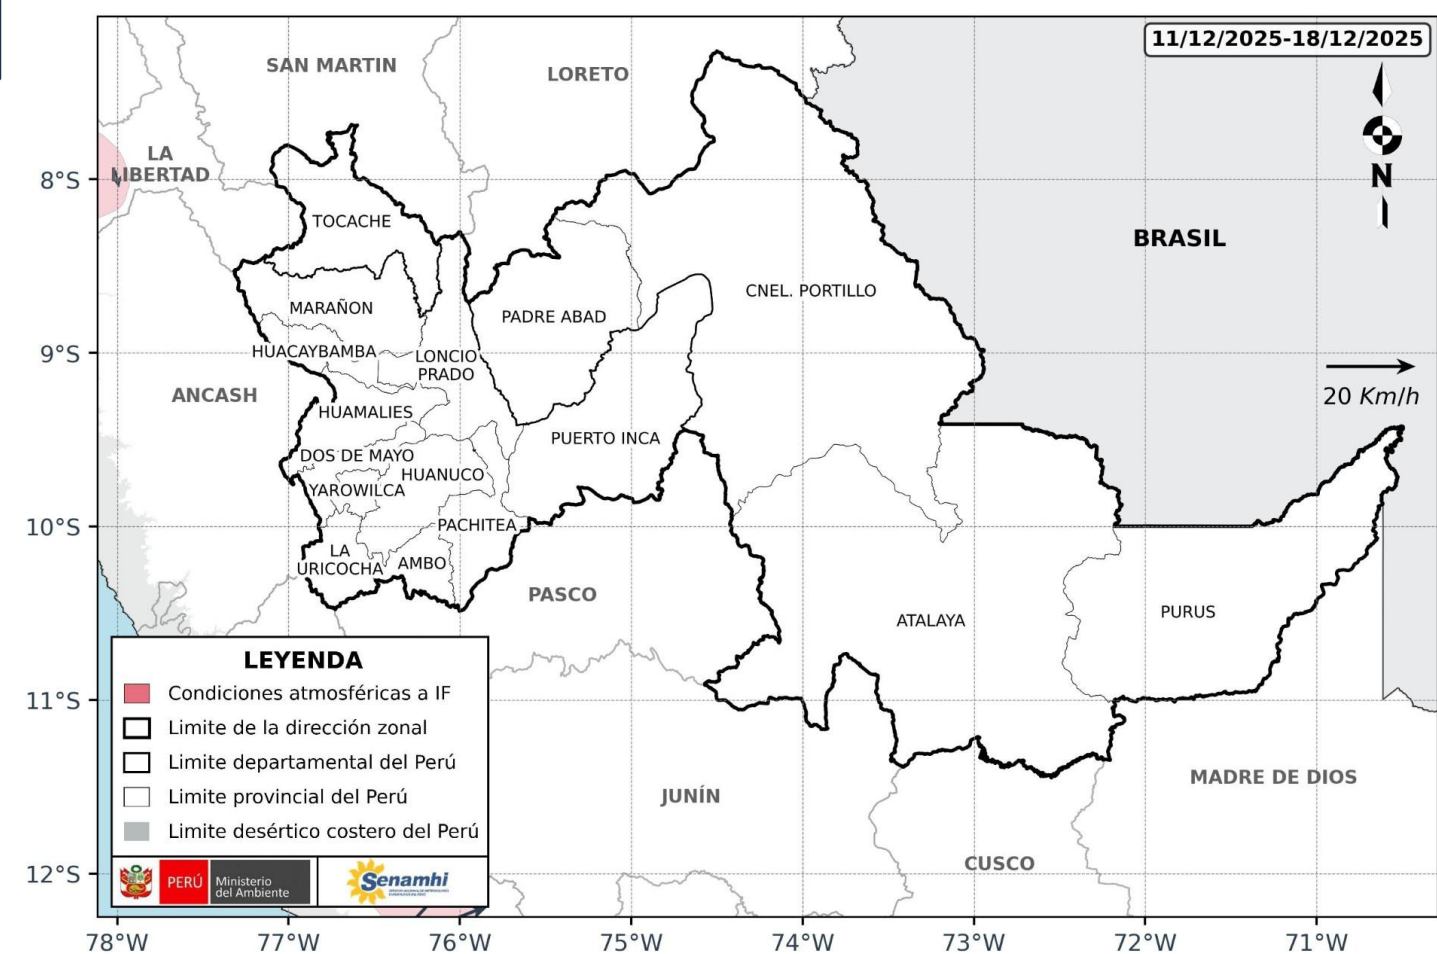 11/12/2025-18/12/2025
SAN MARTIN
LORETO
LA
LIBERTAD
8°S
N
TOCACHE
BRASIL
CNEL. PORTILLO
MARAÑON
PADRE ABAD
9°S
HUACAYBAMBA
LONCIO
PRADO
ANCASH
20 Km/h
HUAMALIES
PUERTO INCA
DOS DE MAYO
HUANUCO
YAROWILCA
10°S
PACHITEA
LA
URICOCHA
AMBO
PASCO
PURUS
ATALAYA
LEYENDA
Condiciones atmosféricas a IF
Limite de la dirección zonal
Limite departamental del Perú
Limite provincial del Perú
Limite desértico costero del Perú
11°S
MADRE DE DIOS
JUNÍN
CUSCO
12°S
PERÚ
Ministerio
del Ambiente
Senamhi
78°W
77°W
76°W
75°W
74°W
73°W
72°W
71°W